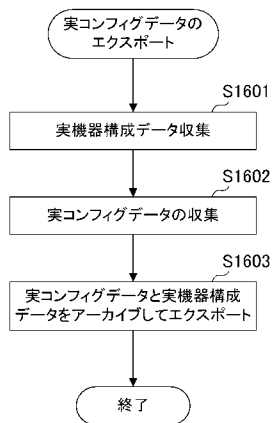 実コンフィグデータの
エクスポート
S1601
実機器構成データ収集
S1602
実コンフィグデータの収集
S1603
実コンフィグデータと実機器構成
データをアーカイブしてエクスポート
終了